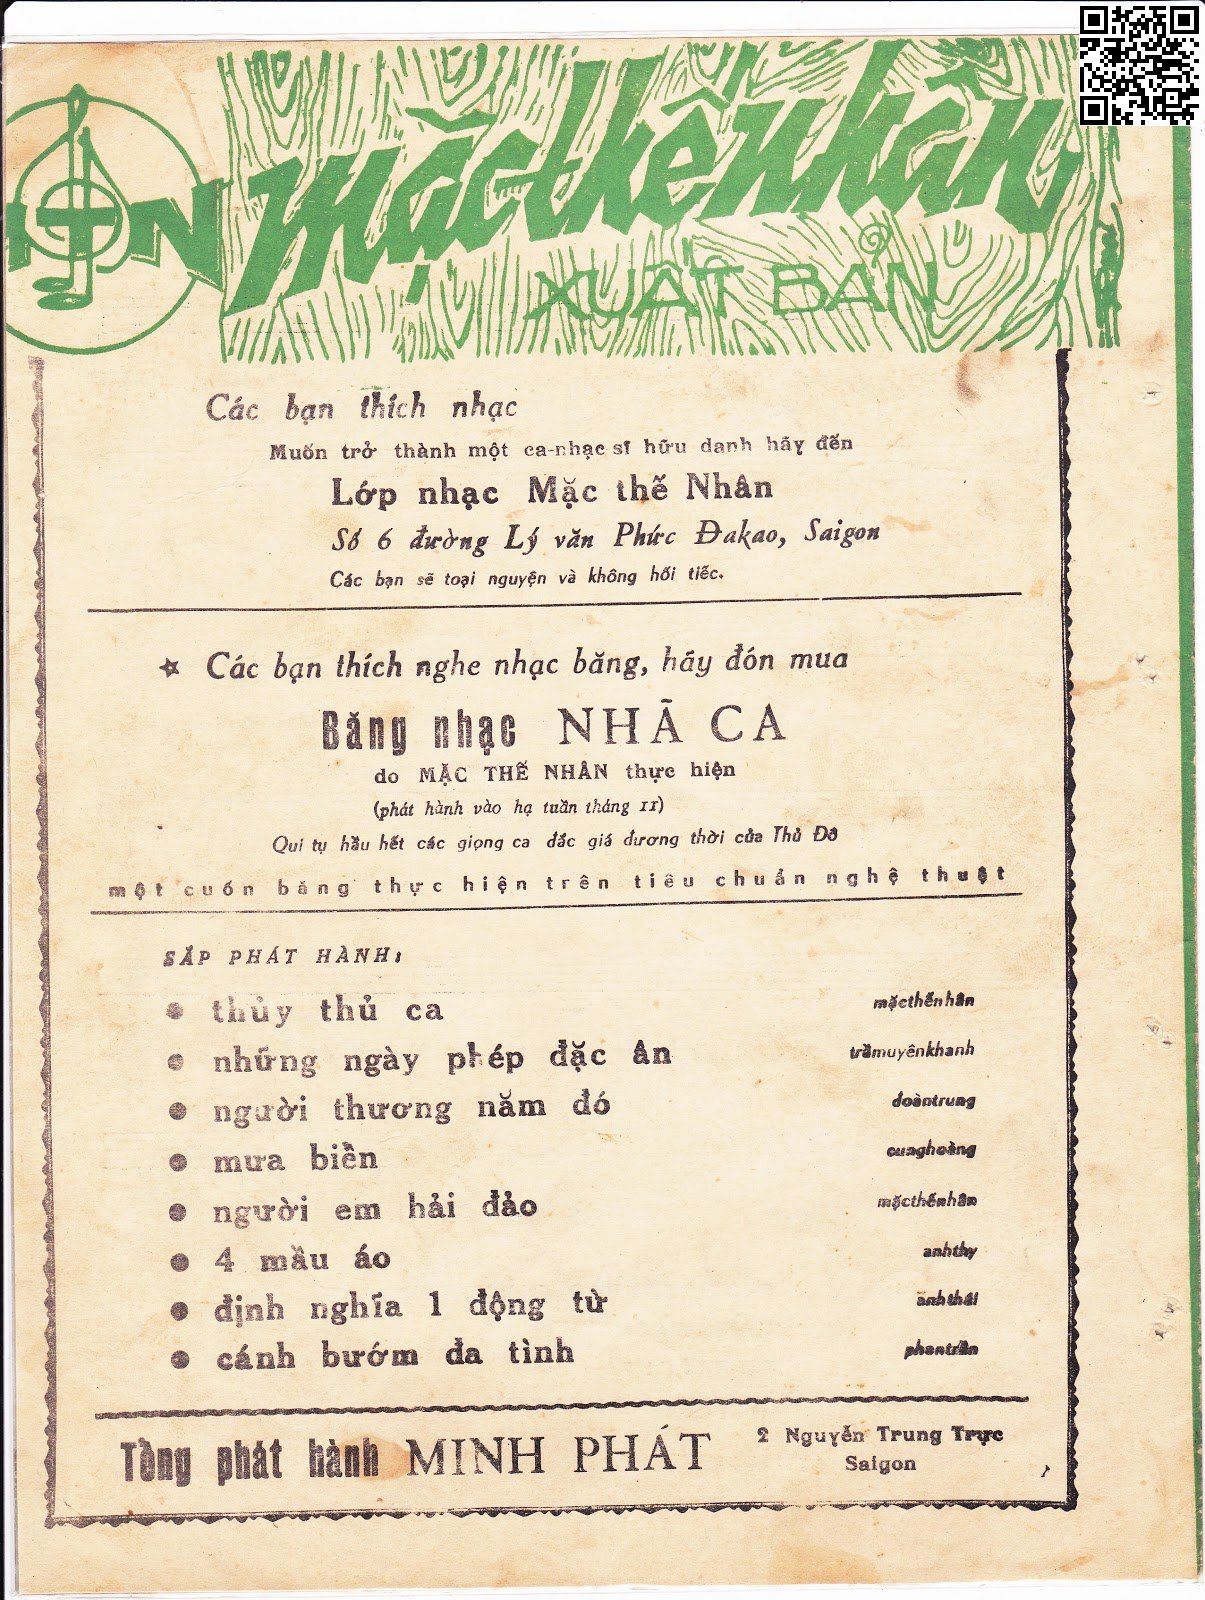 mặcthếnhân
XUẤT BẢN
Các bạn thích nhạc
Muốn trở thành một ca-nhạc sĩ hữu danh hãy đến
Lớp nhạc Mặc thế Nhân
Số 6 đường Lý văn Phức Đakao, Saigon
Các bạn sẽ toại nguyện và không hối tiếc.
☆ Các bạn thích nghe nhạc băng, hãy đón mua
Băng nhạc NHÃ CA
do MẶC THẾ NHÂN thực hiện
(phát hành vào hạ tuần tháng 11)
Qui tụ hầu hết các giọng ca đắc giá đương thời của Thủ Đô
một cuốn băng thực hiện trên tiêu chuẩn nghệ thuật
SẮP PHÁT HÀNH:
● thủy thủ ca mặcthếnhân
● những ngày phép đặc ân trầmuyênkhanh
● người thương năm đó đoàntrung
● mưa biển cunghoàng
● người em hải đảo mặcthếnhân
● 4 mầu áo anhthy
● định nghĩa 1 động từ anhthái
● cánh bướm đa tình phantrần
Tổng phát hành MINH PHÁT 2 Nguyễn Trung Trực
Saigon